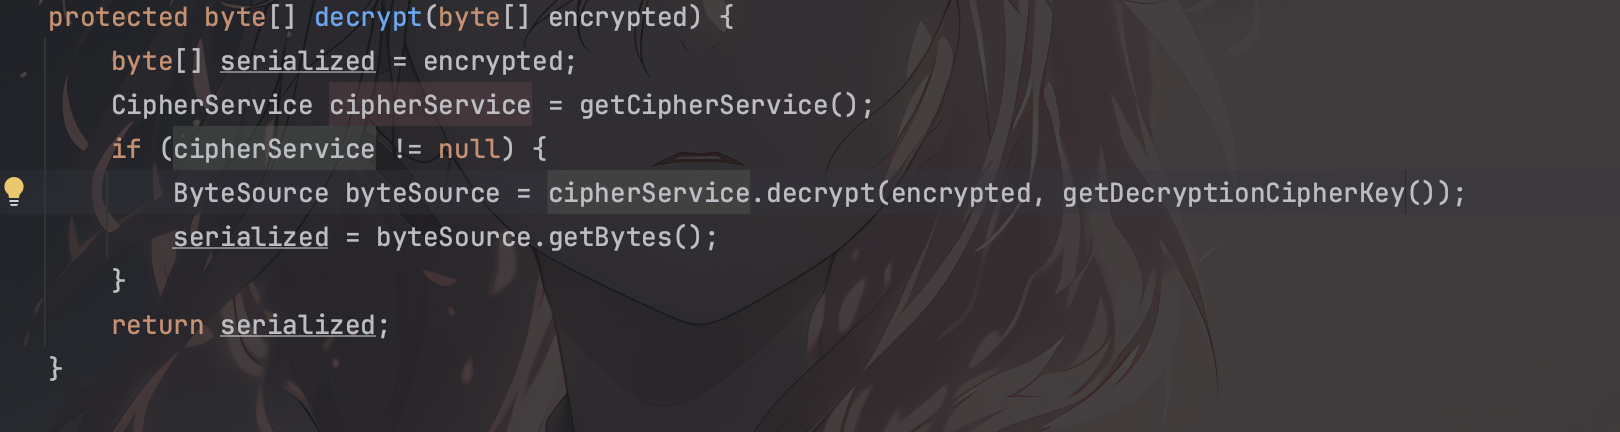 protected byte[] decrypt(byte[] encrypted) {
byte[] serialized = encrypted;
CipherService cipherService = getCipherService();
if (cipherService != null) {
ByteSource byteSource = cipherService.decrypt(encrypted, getDecryptionCipherKey());
serialized = byteSource.getBytes();
}
return serialized;
}